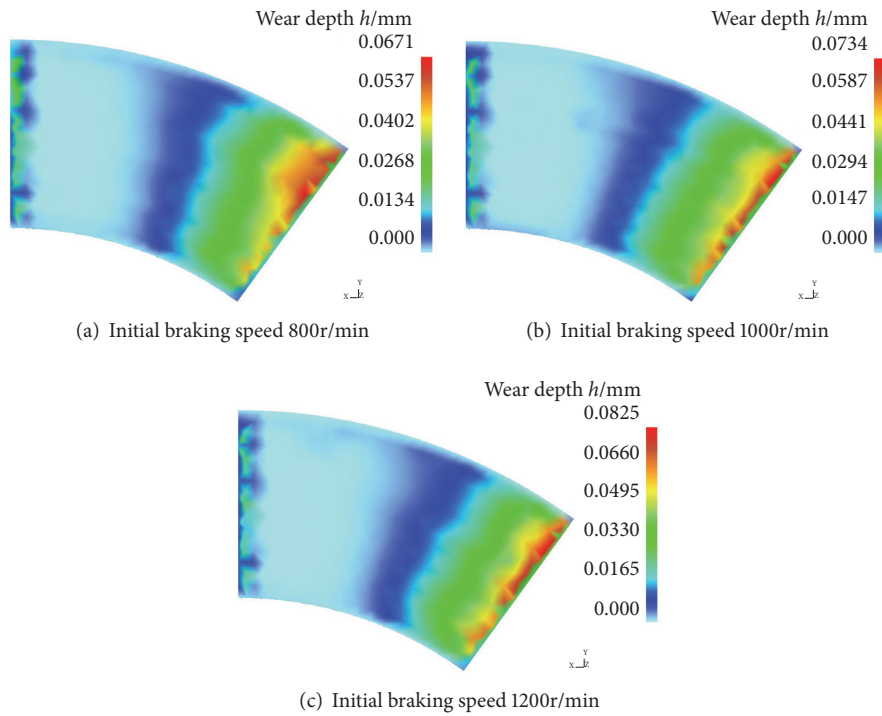 Wear depth h/mm
0.0671
0.0537
0.0402
0.0268
0.0134
0.000
Y
X Z
(a) Initial braking speed 800r/min
Wear depth h/mm
0.0734
0.0587
0.0441
0.0294
0.0147
0.000
Y
X Z
(b) Initial braking speed 1000r/min
Wear depth h/mm
0.0825
0.0660
0.0495
0.0330
0.0165
0.000
Y
X Z
(c) Initial braking speed 1200r/min